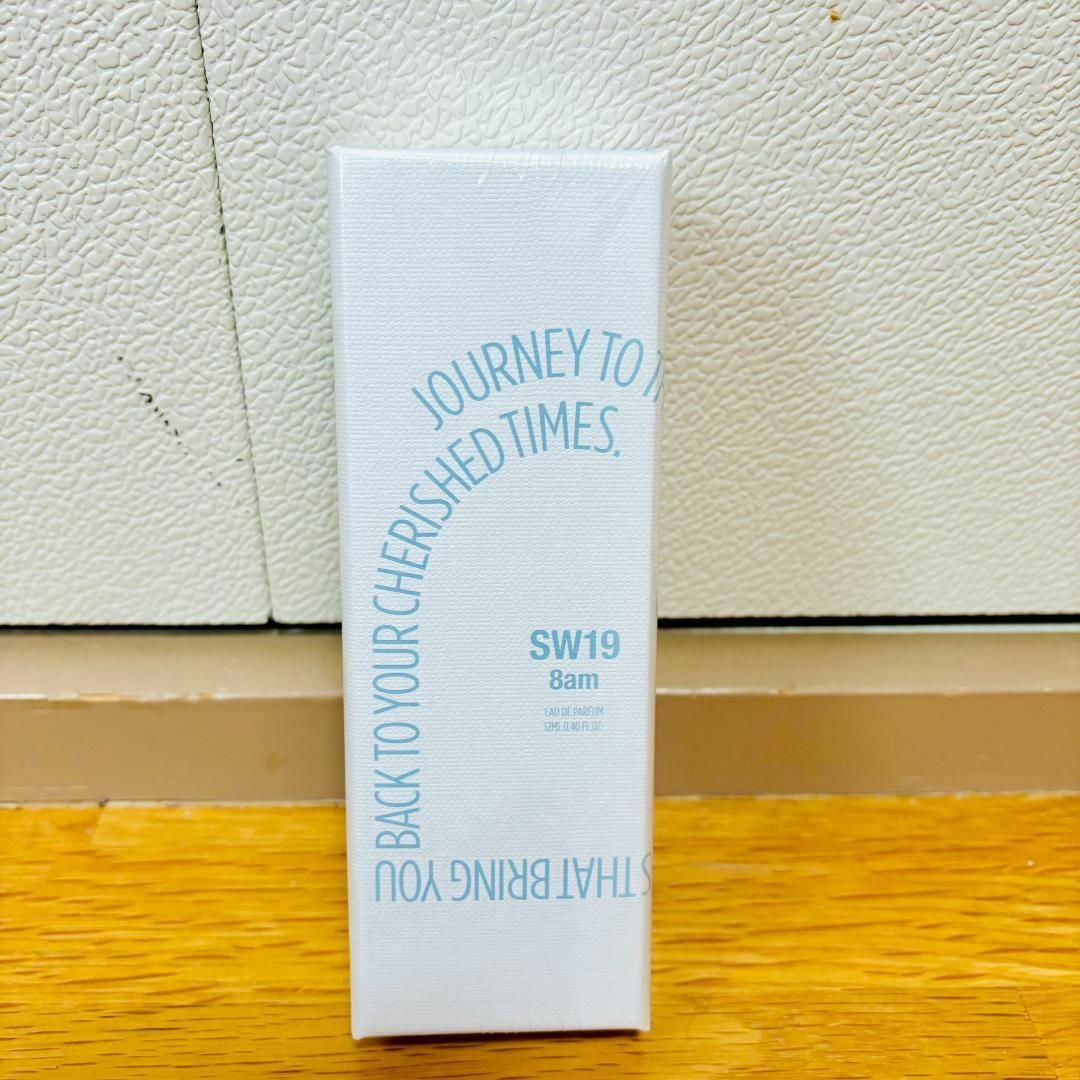 JOURNEY TO
THAT BRING YOU
BACK TO YOUR CHERISHED TIMES.
SW19
8am
EAU DE PARFUM
12ML 0.40 FL.OZ.